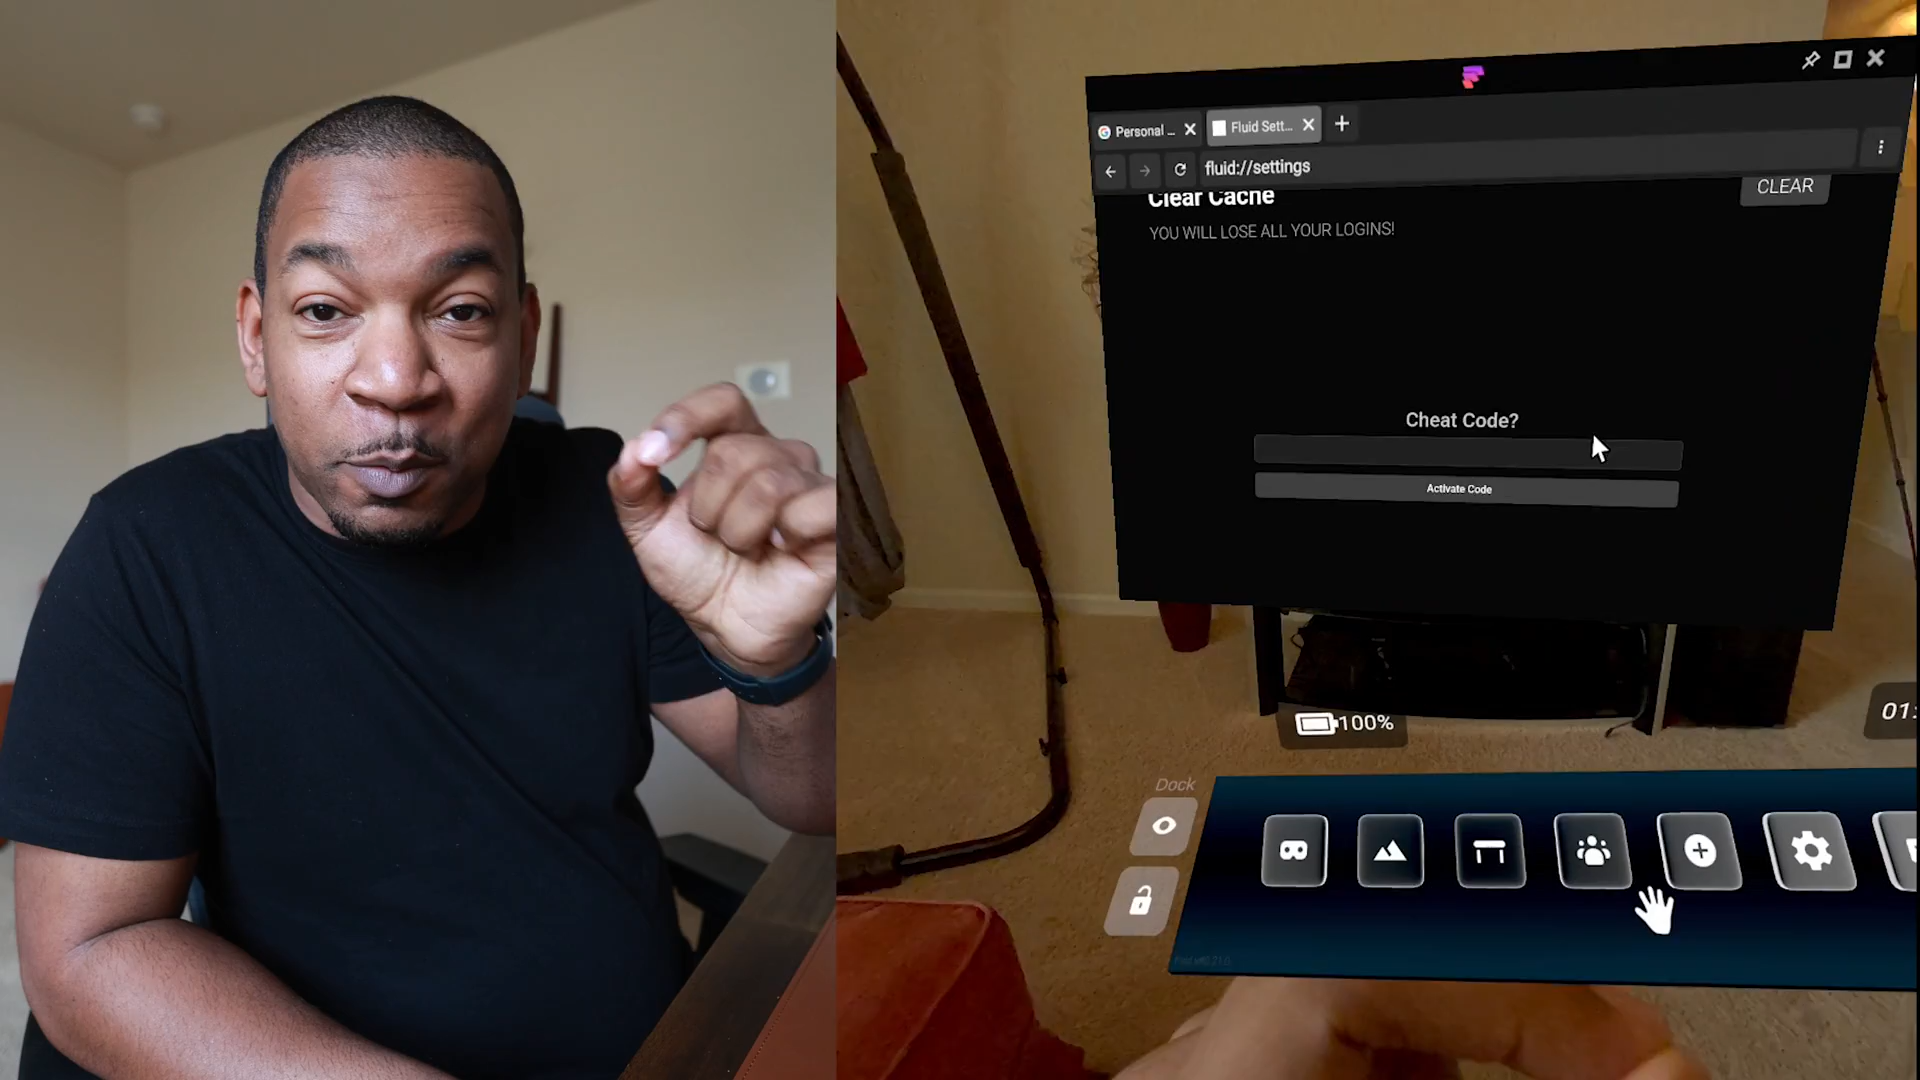 Personal ...
Fluid Sett...
fluid://settings
Clear Cache
CLEAR
YOU WILL LOSE ALL YOUR LOGINS!
Cheat Code?
Activate Code
100%
01:
Dock